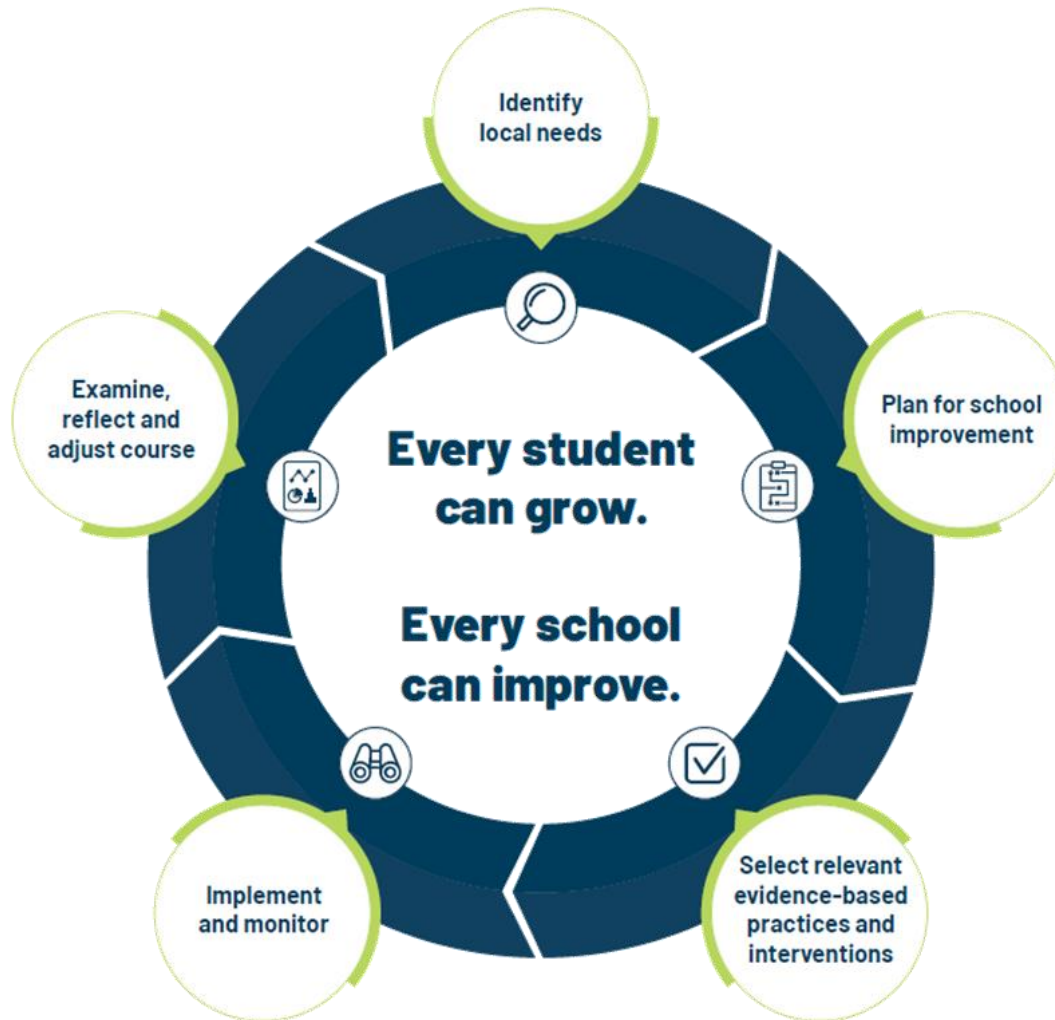 Identify
local needs
Plan for school
improvement
Select relevant
evidence-based
practices and
interventions
Implement
and monitor
Examine,
reflect and
adjust course
Every student
can grow.
Every school
can improve.